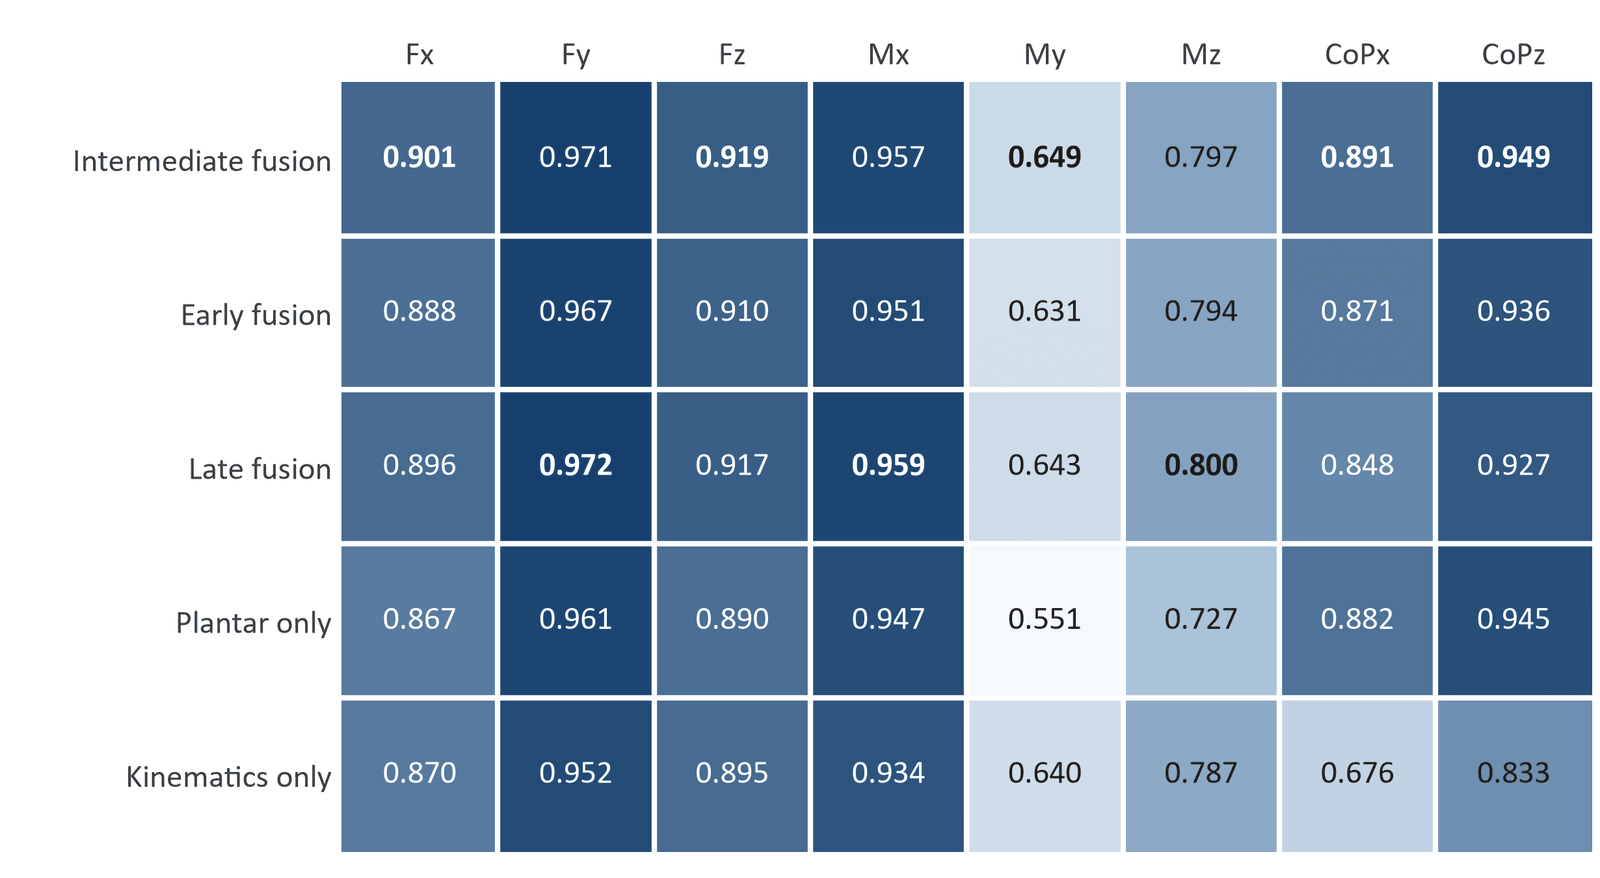 Fx Fy Fz Mx My Mz CoPx CoPz
Intermediate fusion 0.901 0.971 0.919 0.957 0.649 0.797 0.891 0.949
Early fusion 0.888 0.967 0.910 0.951 0.631 0.794 0.871 0.936
Late fusion 0.896 0.972 0.917 0.959 0.643 0.800 0.848 0.927
Plantar only 0.867 0.961 0.890 0.947 0.551 0.727 0.882 0.945
Kinematics only 0.870 0.952 0.895 0.934 0.640 0.787 0.676 0.833